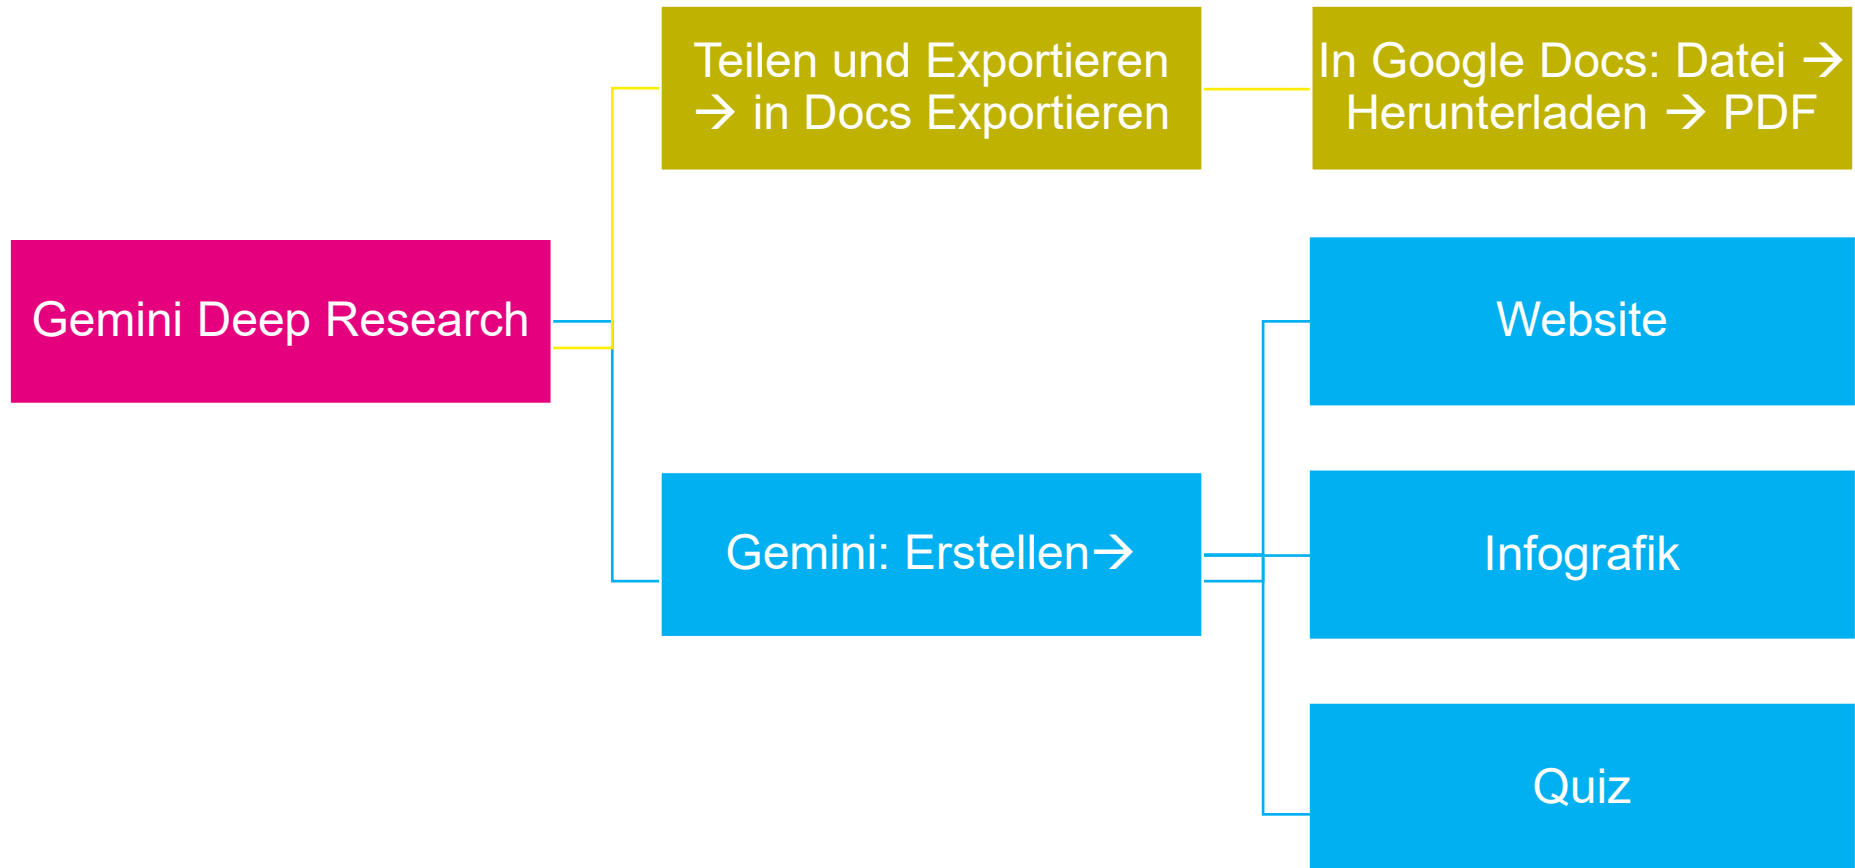 Teilen und Exportieren
→ in Docs Exportieren
In Google Docs: Datei →
Herunterladen → PDF
Gemini Deep Research
Website
Gemini: Erstellen→
Infografik
Quiz